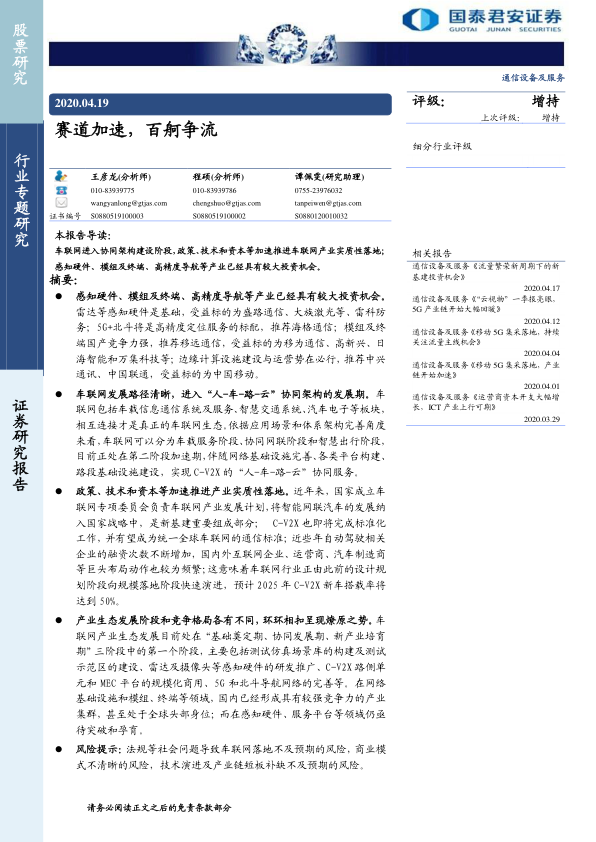 股票研究
行业专题研究
证券研究报告
国泰君安证券
GUOTAI JUNAN SECURITIES
通信设备及服务
2020.04.19
赛道加速，百舸争流
王彦龙(分析师) 程硕(分析师) 谭佩雯(研究助理)
010-83939775 010-83939786 0755-23976032
wangyanlong@gtjas.com chengshuo@gtjas.com tanpeiwen@gtjas.com
证书编号 S0880519100003 S0880519100002 S0880120010032
本报告导读：
车联网进入协同架构建设阶段，政策、技术和资本等加速推进车联网产业实质性落地；
感知硬件、模组及终端、高精度导航等产业已经具有较大投资机会。
摘要：
● 感知硬件、模组及终端、高精度导航等产业已经具有较大投资机会。
雷达等感知硬件是基础，受益标的为盛路通信、大族激光等、雷科防
务；5G+北斗将是高精度定位服务的标配，推荐海格通信；模组及终
端国产竞争力强，推荐移远通信，受益标的为移为通信、高新兴、日
海智能和万集科技等；边缘计算设施建设与运营势在必行，推荐中兴
通讯、中国联通，受益标的为中国移动。
● 车联网发展路径清晰，进入“人-车-路-云”协同架构的发展期。车
联网包括车载信息通信系统及服务、智慧交通系统、汽车电子等板块，
相互连接才是真正的车联网生态，依据应用场景和体系架构完善角度
来看，车联网可以分为车载服务阶段，协同网联阶段和智慧出行阶段，
目前正处在第二阶段加速期，伴随网络基础设施完善、各类平台构建、
路段基础设施建设，实现 C-V2X 的“人-车-路-云”协同服务。
● 政策、技术和资本等加速推进产业实质性落地。近年来，国家成立车
联网专项委员会负责车联网产业发展计划，将智能网联汽车的发展纳
入国家战略中，是新基建重要组成部分； C-V2X 也即将完成标准化
工作，并有望成为统一全球车联网的通信标准；近些年自动驾驶相关
企业的融资次数不断增加，国内外互联网企业、运营商、汽车制造商
等巨头布局动作也较为频繁；这意味着车联网行业正由此前的设计规
划阶段向规模落地阶段快速演进，预计 2025 年 C-V2X 新车搭载率将
达到 50%。
● 产业生态发展阶段和竞争格局各有不同，环环相扣呈现燎原之势。车
联网产业生态发展目前处在“基础奠定期、协同发展期、新产业培育
期”三阶段中的第一个阶段，主要包括测试仿真场景库的构建及测试
示范区的建设、雷达及摄像头等感知硬件的研发推广、C-V2X 路侧单
元和 MEC 平台的规模化商用、5G 和北斗导航网络的完善等。在网络
基础设施和模组、终端等领域，国内已经形成具有较强竞争力的产业
集群，甚至处于全球头部身位；而在感知硬件、服务平台等领域仍亟
待突破和孕育。
● 风险提示：法规等社会问题导致车联网落地不及预期的风险，商业模
式不清晰的风险，技术演进及产业链短板补缺不及预期的风险。
评级： 增持
上次评级： 增持
细分行业评级
相关报告
通信设备及服务《流量繁荣新周期下的新
基建投资机会》
2020.04.17
通信设备及服务《“云视物”一季报亮眼，
5G 产业链开始大幅回暖》
2020.04.12
通信设备及服务《移动 5G 集采落地，持续
关注流量主线机会》
2020.04.04
通信设备及服务《移动 5G 集采落地，产业
链开始加速》
2020.04.01
通信设备及服务《运营商资本开支大幅增
长，ICT 产业上行可期》
2020.03.29
请务必阅读正文之后的免责条款部分